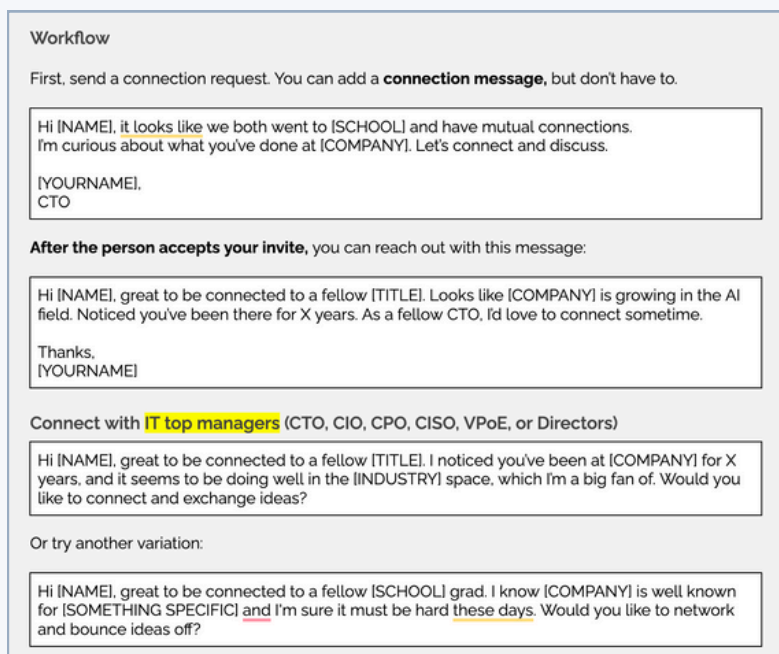 Workflow
First, send a connection request. You can add a connection message, but don't have to.
Hi [NAME], it looks like we both went to [SCHOOL] and have mutual connections.
I'm curious about what you've done at [COMPANY]. Let's connect and discuss.
[YOURNAME],
CTO
After the person accepts your invite, you can reach out with this message:
Hi [NAME], great to be connected to a fellow [TITLE]. Looks like [COMPANY] is growing in the AI
field. Noticed you've been there for X years. As a fellow CTO, I'd love to connect sometime.
Thanks,
[YOURNAME]
Connect with IT top managers (CTO, CIO, CPO, CISO, VPoE, or Directors)
Hi [NAME], great to be connected to a fellow [TITLE]. I noticed you've been at [COMPANY] for X
years, and it seems to be doing well in the [INDUSTRY] space, which I'm a big fan of. Would you
like to connect and exchange ideas?
Or try another variation:
Hi [NAME], great to be connected to a fellow [SCHOOL] grad. I know [COMPANY] is well known
for [SOMETHING SPECIFIC] and I'm sure it must be hard these days. Would you like to network
and bounce ideas off?